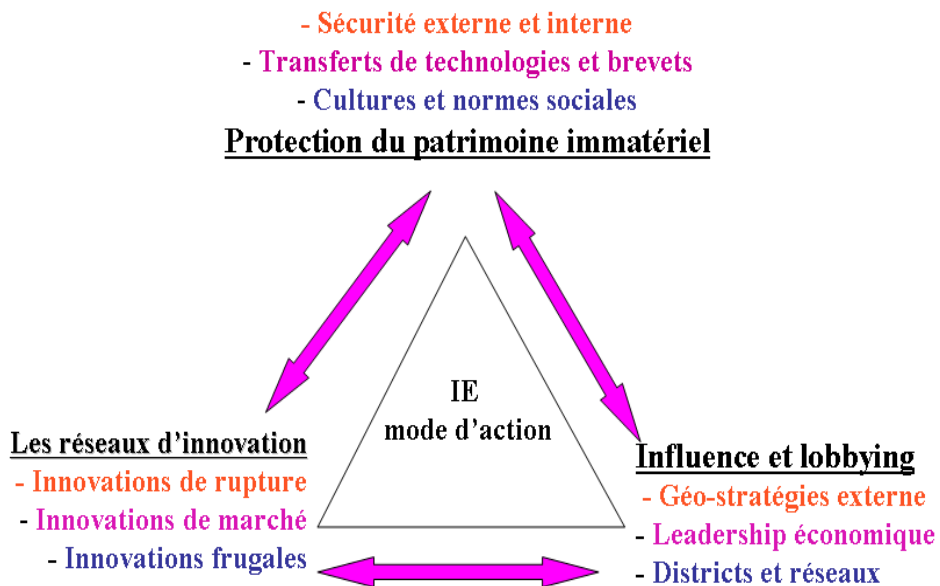 - Sécurité externe et interne
- Transferts de technologies et brevets
- Cultures et normes sociales
Protection du patrimoine immatériel
IE
mode d'action
Les réseaux d'innovation
- Innovations de rupture
- Innovations de marché
- Innovations frugales
Influence et lobbying
- Géo-stratégies externe
- Leadership économique
- Districts et réseaux